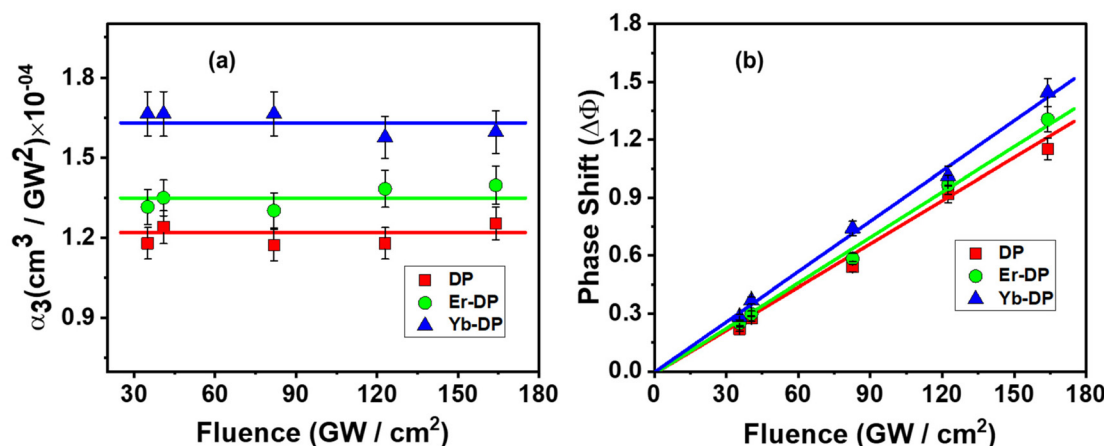 (a)
α3(cm3 / GW2)×10-04
1.8
1.5
1.2
0.9
DP
Er-DP
Yb-DP
30 60 90 120 150 180
Fluence (GW / cm2)
(b)
Phase Shift (ΔΦ)
1.8
1.5
1.2
0.9
0.6
0.3
0.0
DP
Er-DP
Yb-DP
0 30 60 90 120 150 180
Fluence (GW / cm2)